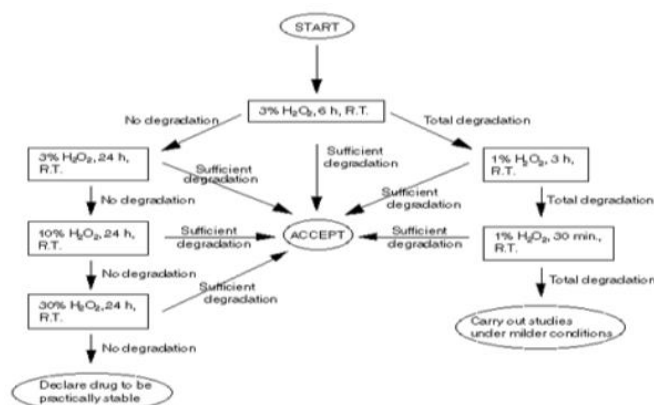 START
3% H₂O₂, 6 h, R.T.
No degradation
Total degradation
Sufficient
degradation
3% H₂O₂, 24 h,
R.T.
Sufficient
degradation
1% H₂O₂, 3 h,
R.T.
Sufficient
degradation
No degradation
Total degradation
10% H₂O₂, 24 h,
R.T.
Sufficient
degradation
ACCEPT
Sufficient
degradation
1% H₂O₂, 30 min.,
R.T.
No degradation
Total degradation
30% H₂O₂, 24 h,
R.T.
Sufficient
degradation
Carry out studies
under milder conditions
No degradation
Declare drug to be
practically stable